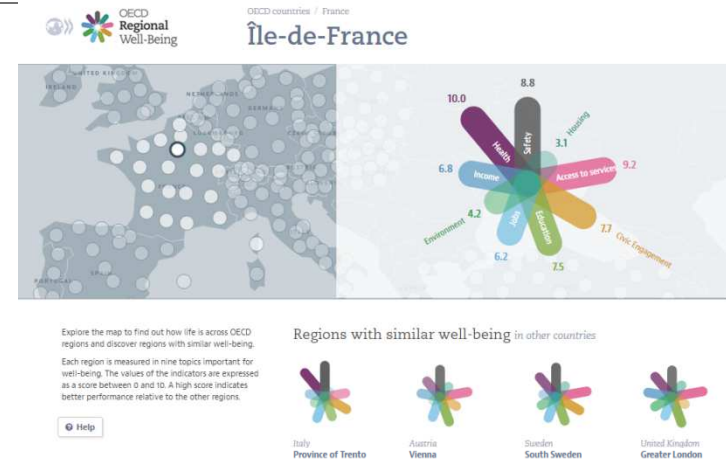 OECD
Regional
Well-Being
OECD countries / France
Île-de-France
UNITED KINGDOM
IRELAND
NETHERLANDS
GERMANY
FRANCE
SPAIN
PORTUGAL
8.8
10.0
Housing
3.1
Safety
Health
9.2
Access to services
6.8
Income
4.2
Environment
Jobs
Education
7.7
Civic Engagement
6.2
7.5
Explore the map to find out how life is across OECD
regions and discover regions with similar well-being.
Each region is measured in nine topics important for
well-being. The values of the indicators are expressed
as a score between 0 and 10. A high score indicates
better performance relative to the other regions.
Help
Regions with similar well-being in other countries
Italy
Province of Trento
Austria
Vienna
Sweden
South Sweden
United Kingdom
Greater London